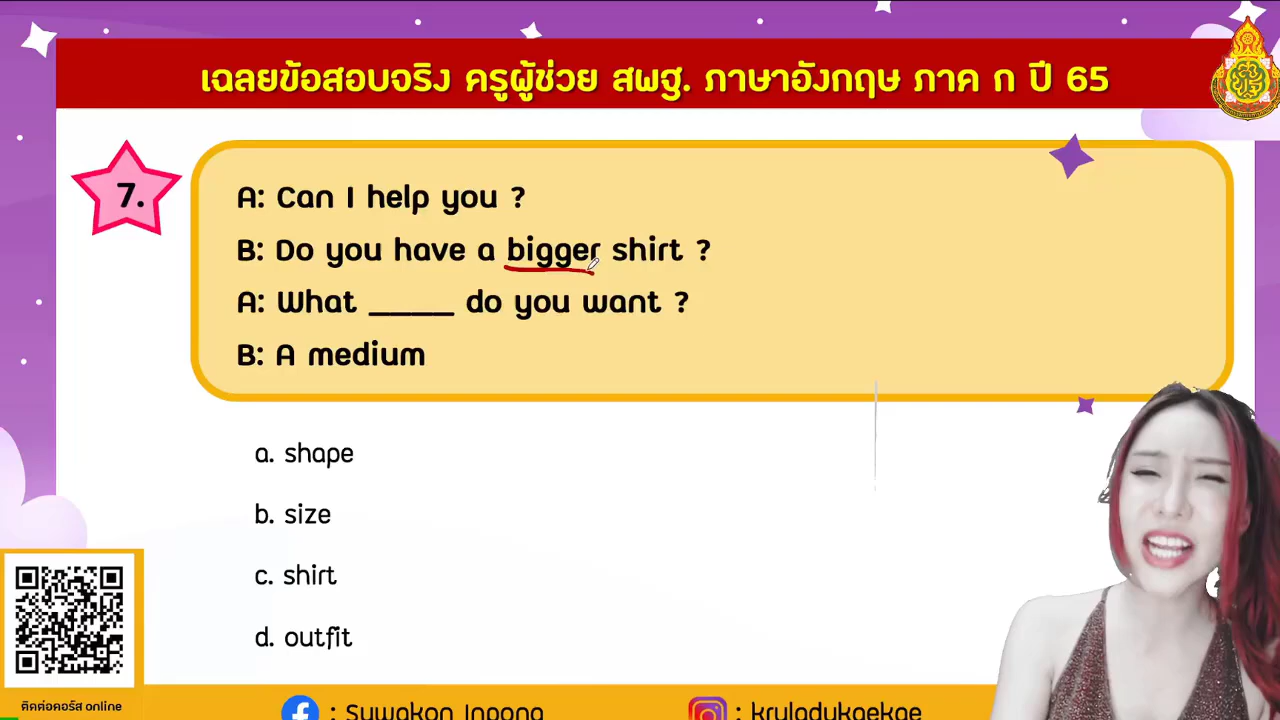 เฉลยข้อสอบจริง ครูผู้ช่วย สพฐ. ภาษาอังกฤษ ภาค ก ปี 65
7.
A: Can I help you ?
B: Do you have a bigger shirt ?
A: What ____ do you want ?
B: A medium
a. shape
b. size
c. shirt
d. outfit
ติดต่อคอร์ส online
: Suwakon Inpong
: kruladykaekae